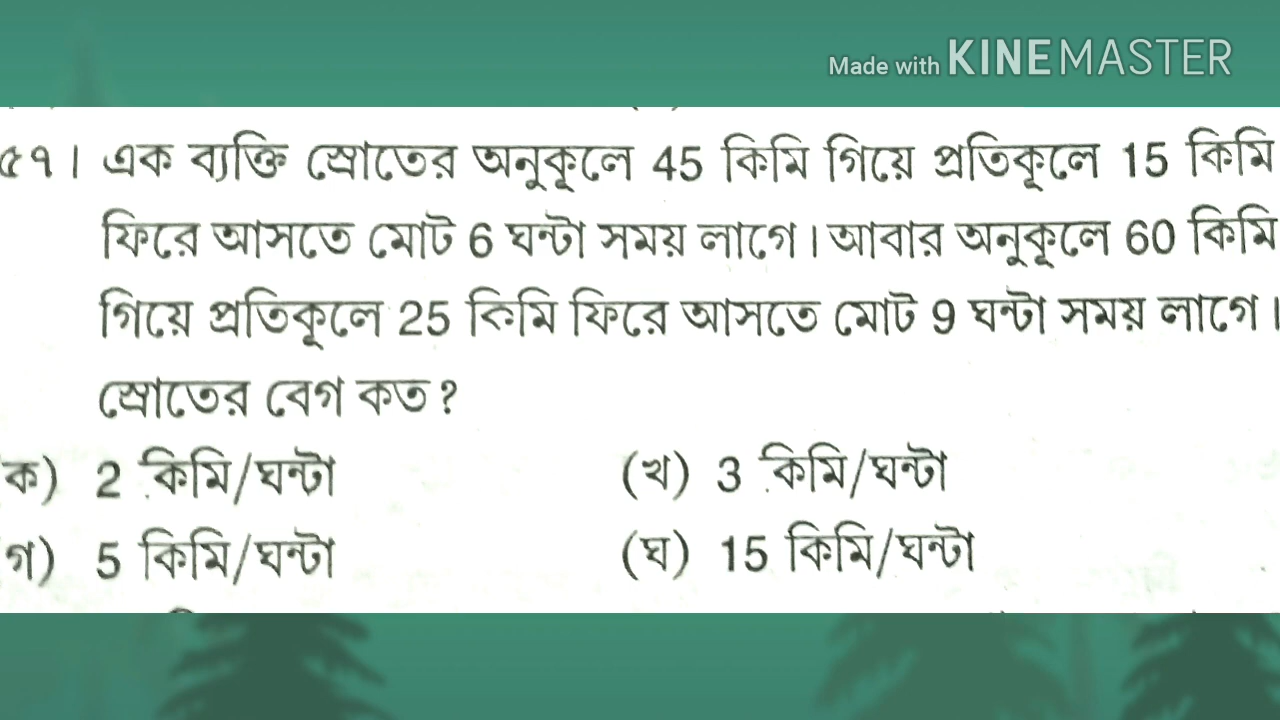 Made with KINEMASTER
৫৭। এক ব্যক্তি স্রোতের অনুকূলে 45 কিমি গিয়ে প্রতিকূলে 15 কিমি
ফিরে আসতে মোট 6 ঘন্টা সময় লাগে। আবার অনুকূলে 60 কিমি
গিয়ে প্রতিকূলে 25 কিমি ফিরে আসতে মোট 9 ঘন্টা সময় লাগে।
স্রোতের বেগ কত?
ক) 2 কিমি/ঘন্টা (খ) 3 কিমি/ঘন্টা
গ) 5 কিমি/ঘন্টা (ঘ) 15 কিমি/ঘন্টা